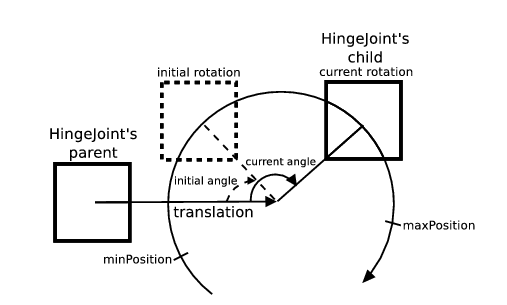 HingeJoint's
child
current rotation
initial rotation
HingeJoint's
parent
current angle
initial angle
translation
maxPosition
minPosition